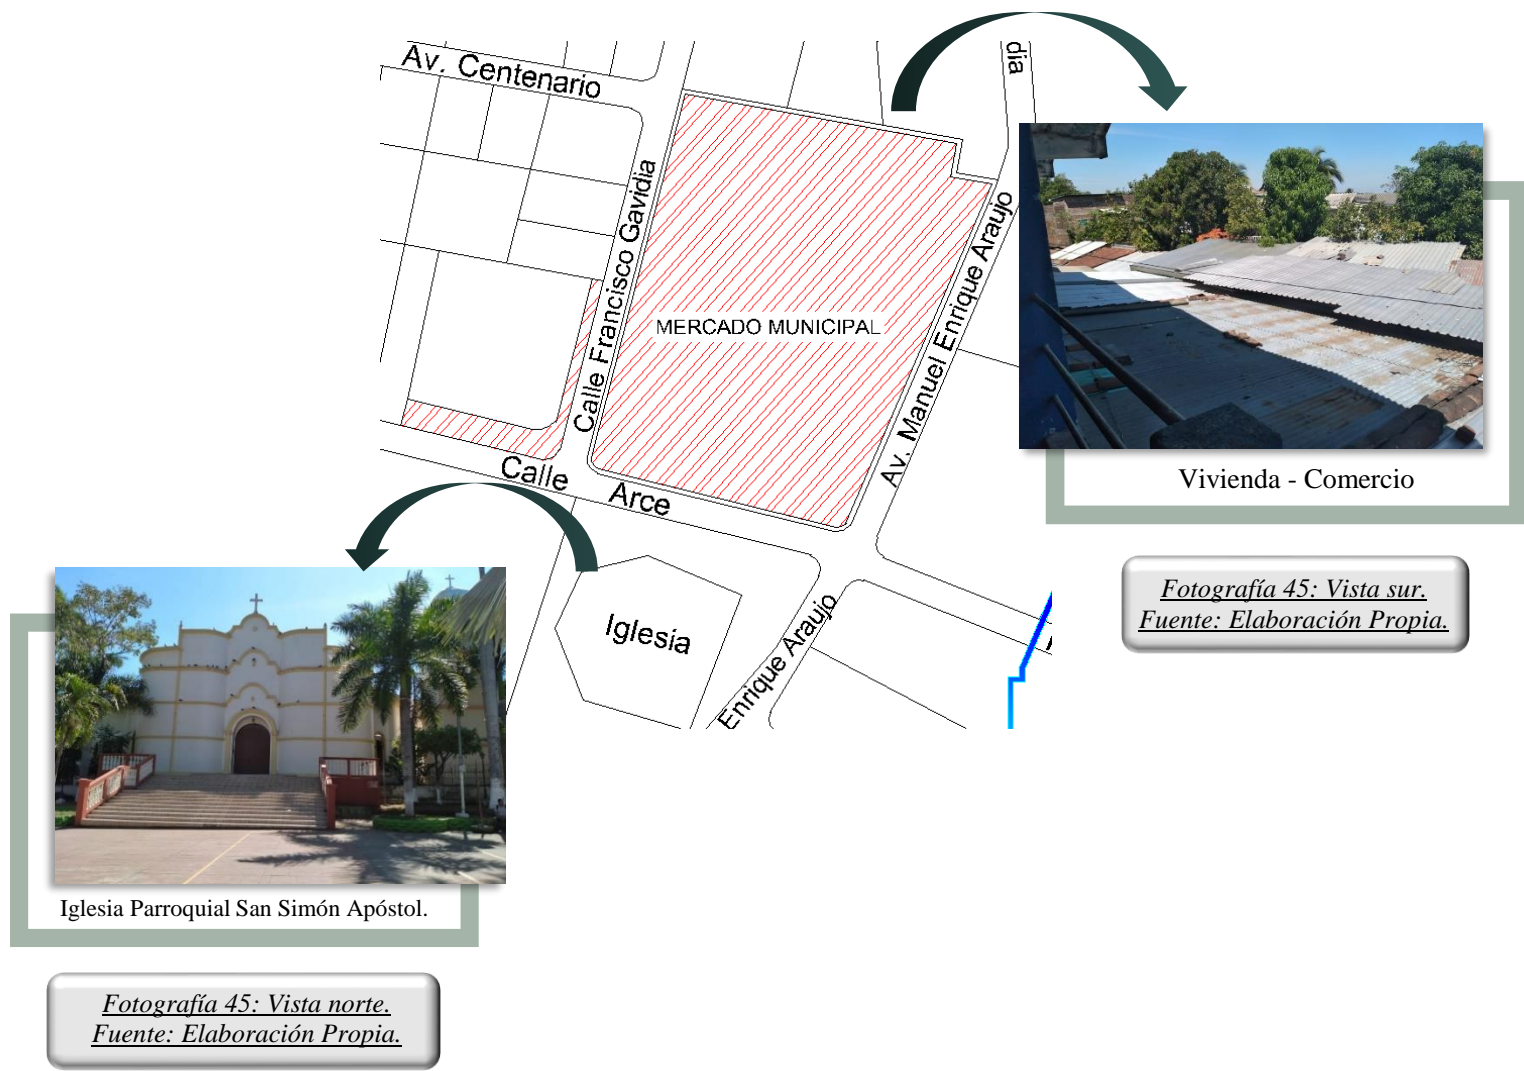 Av. Centenario
dia
Calle Francisco Gavidia
MERCADO MUNICIPAL
Av. Manuel Enrique Araujo
Calle Arce
Iglesía
Enrique Araujo
Vivienda - Comercio
Fotografía 45: Vista sur.
Fuente: Elaboración Propia.
Iglesia Parroquial San Simón Apóstol.
Fotografía 45: Vista norte.
Fuente: Elaboración Propia.